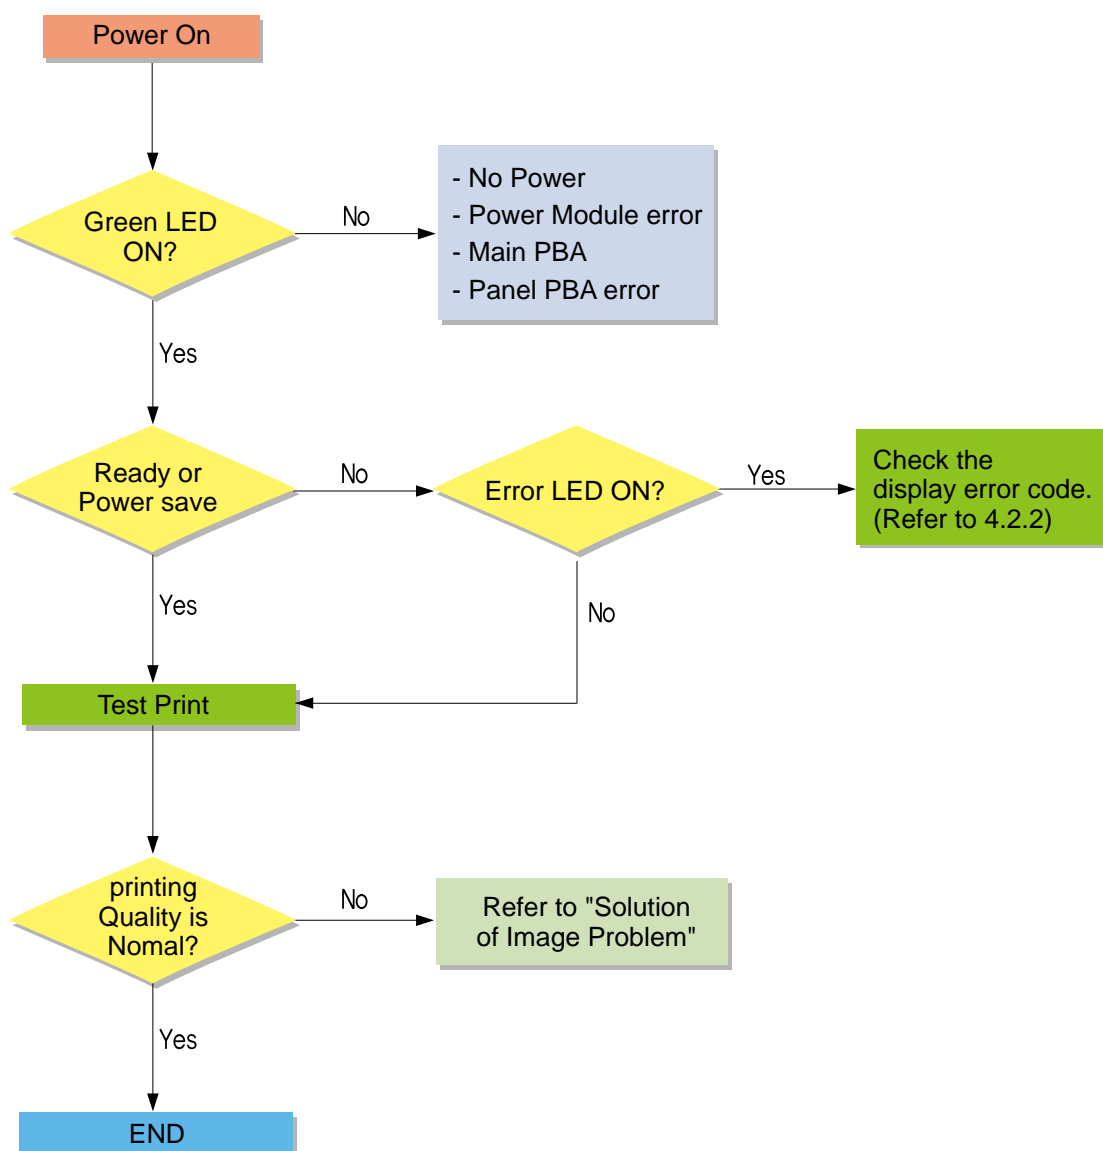 Power On
Green LED
ON?
No
- No Power
- Power Module error
- Main PBA
- Panel PBA error
Yes
Ready or
Power save
No
Error LED ON?
Yes
Check the
display error code.
(Refer to 4.2.2)
Yes
No
Test Print
printing
Quality is
Nomal?
No
Refer to "Solution
of Image Problem"
Yes
END